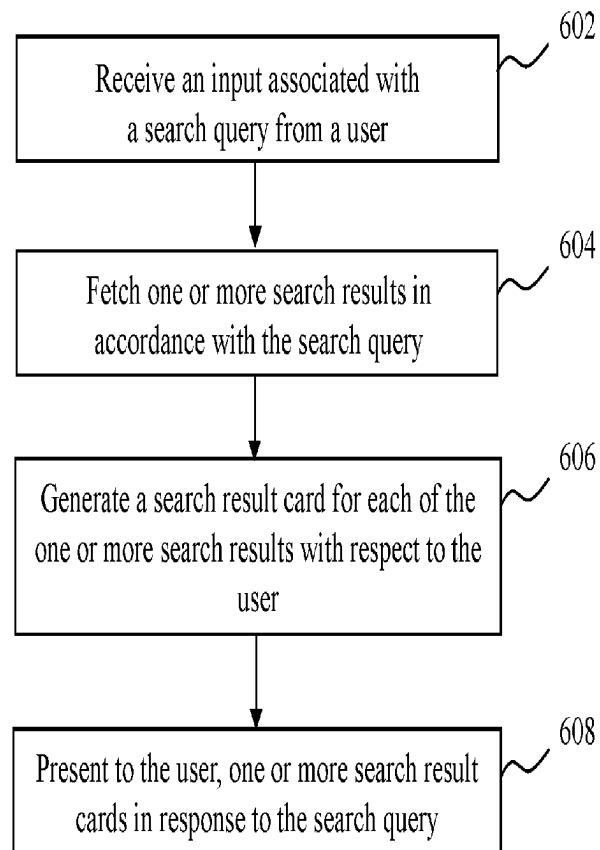 602
Receive an input associated with
a search query from a user
604
Fetch one or more search results in
accordance with the search query
606
Generate a search result card for each of the
one or more search results with respect to the
user
608
Present to the user, one or more search result
cards in response to the search query